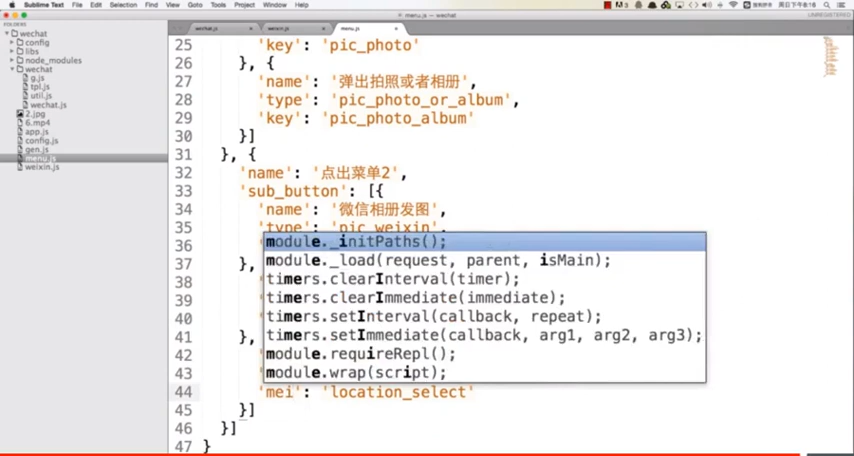 Sublime Text File Edit Selection Find View Goto Tools Project Window Help
menu.js — wechat
UNREGISTERED
FOLDERS
wechat
config
libs
node_modules
wechat
g.js
tpl.js
util.js
wechat.js
2.jpg
6.mp4
app.js
config.js
gen.js
menu.js
weixin.js
wechat.js
weixin.js
menu.js
25 'key': 'pic_photo'
26 }, {
27 'name': '弹出拍照或者相册',
28 'type': 'pic_photo_or_album',
29 'key': 'pic_photo_album'
30 }]
31 }, {
32 'name': '点出菜单2',
33 'sub_button': [{
34 'name': '微信相册发图',
35 'type': 'pic_weixin',
36 module._initPaths();
37 }, module._load(request, parent, isMain);
38 timers.clearInterval(timer);
39 timers.clearImmediate(immediate);
40 timers.setInterval(callback, repeat);
41 }, timers.setImmediate(callback, arg1, arg2, arg3);
42 module.requireRepl();
43 module.wrap(script);
44 'mei': 'location_select'
45 }]
46 }]
47 }